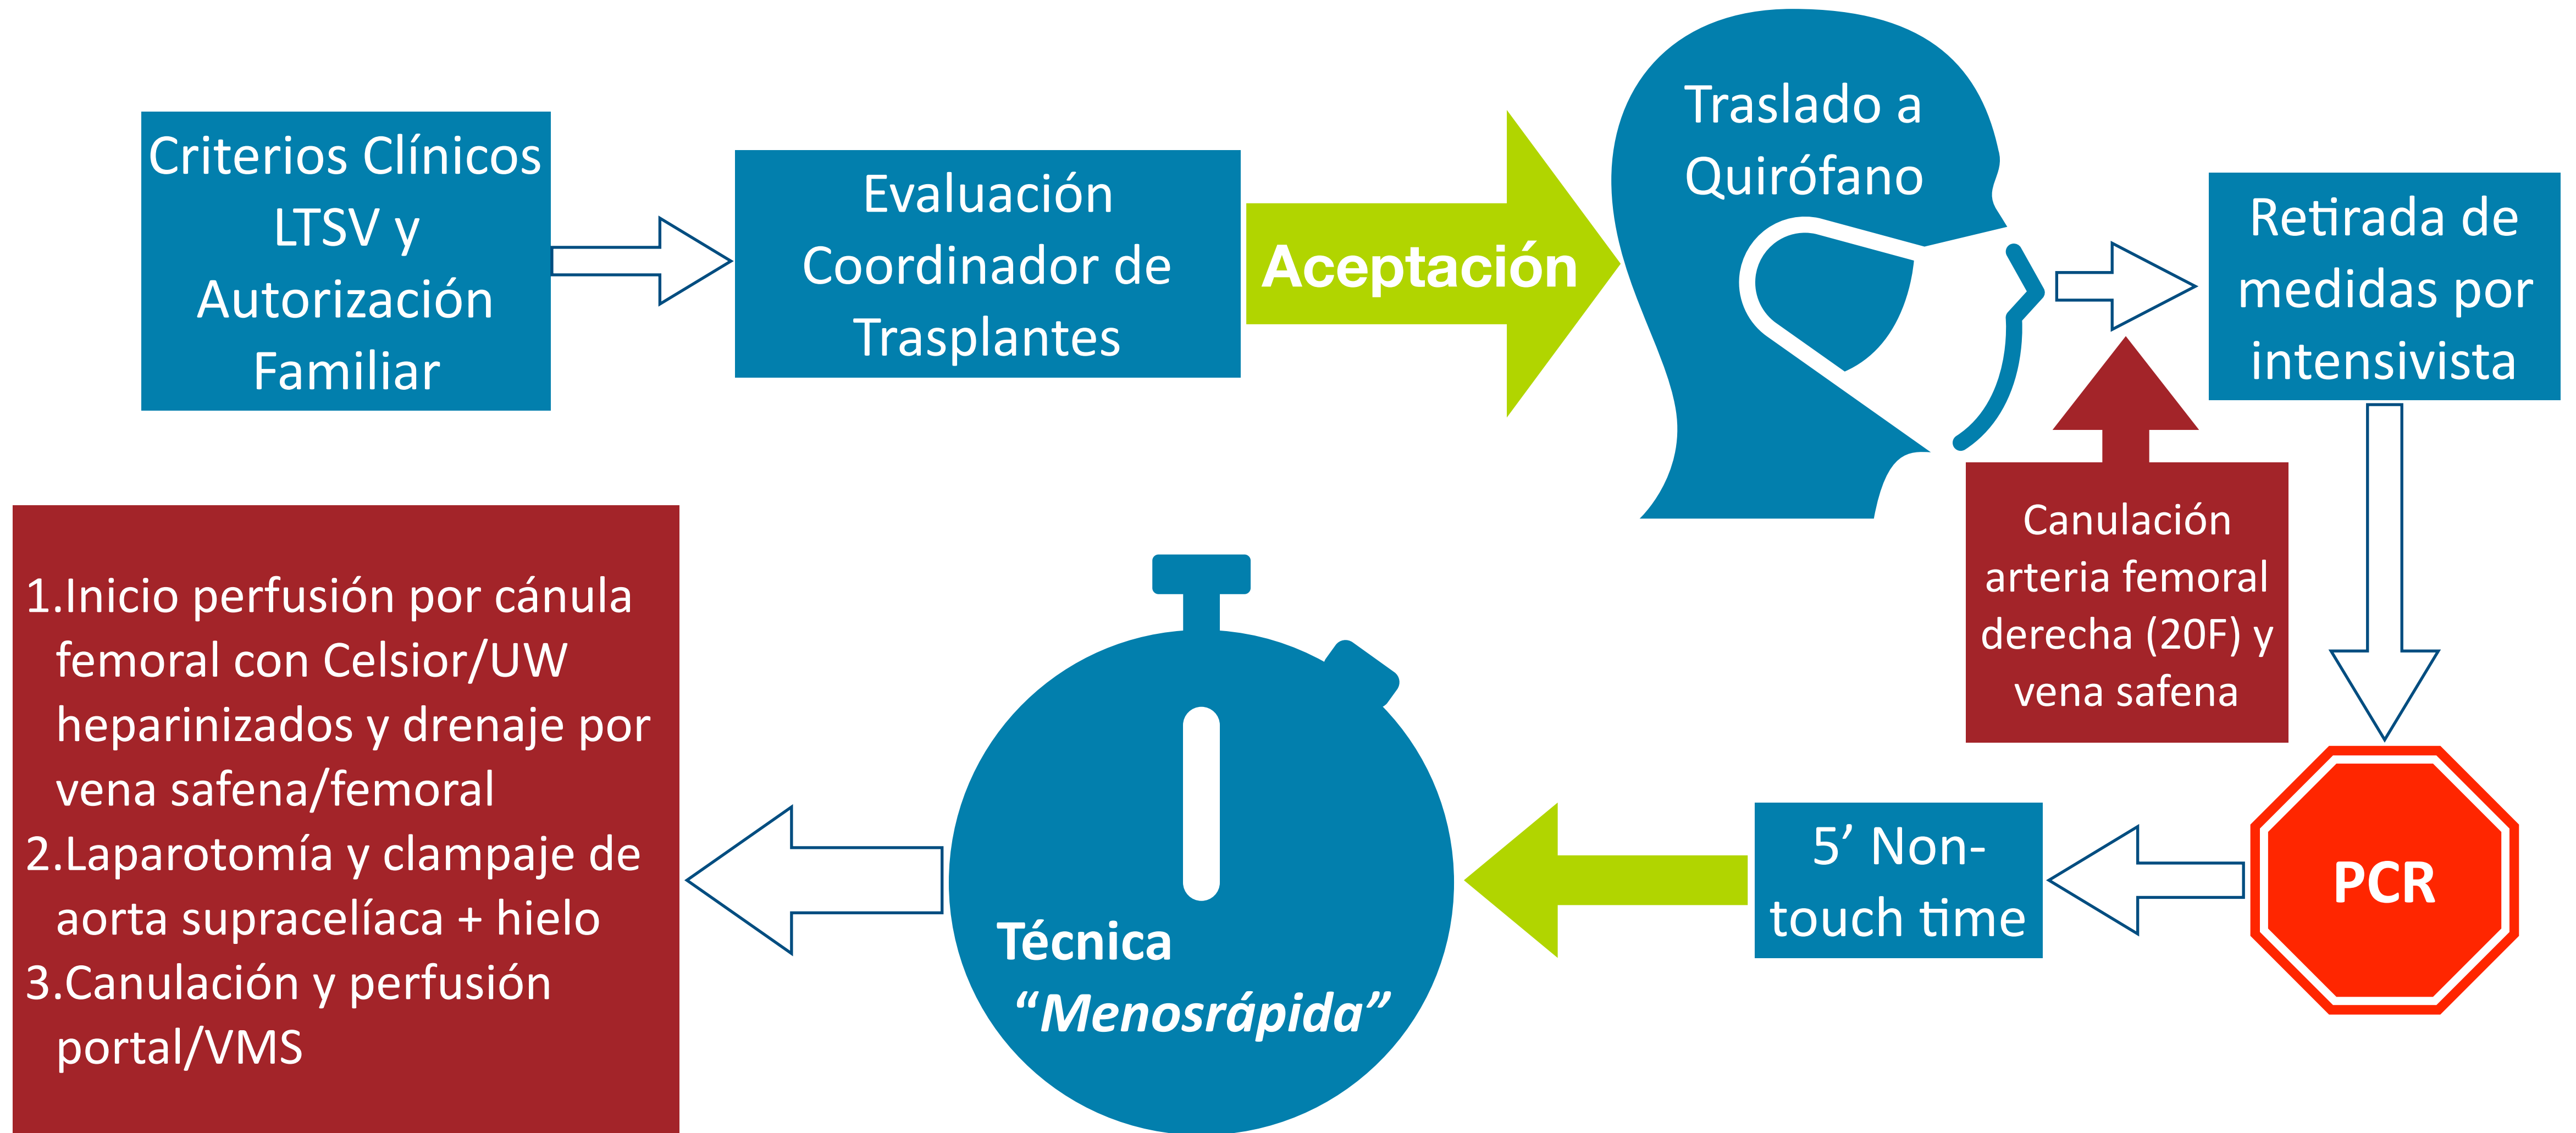 Criterios Clínicos
LTSV y
Autorización
Familiar
Evaluación
Coordinador de
Trasplantes
Aceptación
Traslado a
Quirófano
Retirada de
medidas por
intensivista
Canulación
arteria femoral
derecha (20F) y
vena safena
PCR
5’ Non-
touch time
Técnica
“Menosrápida”
1.Inicio perfusión por cánula
femoral con Celsior/UW
heparinizados y drenaje por
vena safena/femoral
2.Laparotomía y clampaje de
aorta supracelíaca + hielo
3.Canulación y perfusión
portal/VMS